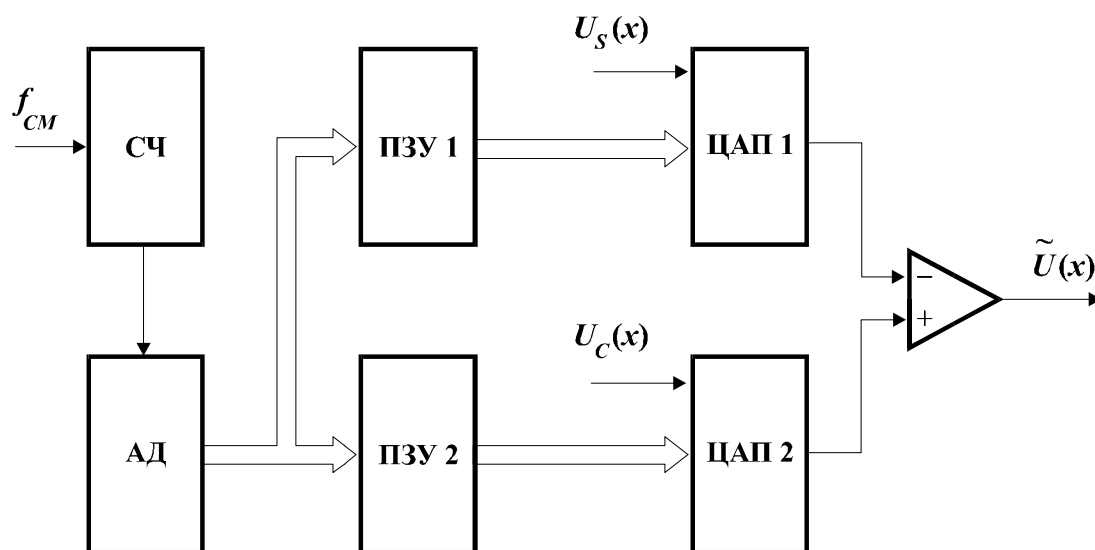 U_S(x)
f_CM
СЧ
ПЗУ 1
ЦАП 1
−
Ũ(x)
+
U_C(x)
АД
ПЗУ 2
ЦАП 2